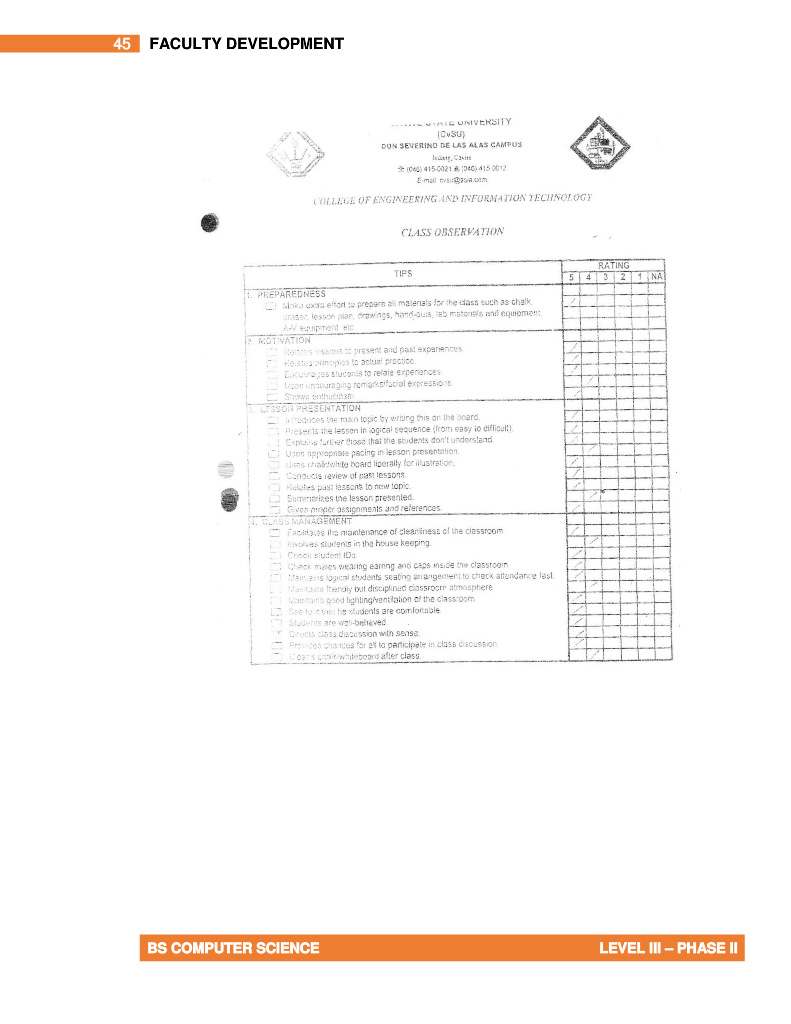 45 FACULTY DEVELOPMENT
UNIVERSITY
(CvSU)
DON SEVERINO DE LAS ALAS CAMPUS
Indang, Cavite
(046) 415-0021 (046) 415-0012
E-mail: cvsu@asia.com
COLLEGE OF ENGINEERING AND INFORMATION TECHNOLOGY
CLASS OBSERVATION
TIPS
RATING
5 4 3 2 1 NA
1. PREPAREDNESS
Make extra effort to prepare all materials for the class such as chalk,
eraser, lesson plan, drawings, hand-outs, lab materials and equipment,
A-V equipment, etc
2. MOTIVATION
Relates lessons to present and past experiences
Relates principles to actual practice.
Encourages students to relate experiences
Uses encouraging remarks/facial expressions
Shows enthusiasm
3. LESSON PRESENTATION
Introduces the main topic by writing this on the board.
Presents the lesson in logical sequence (from easy to difficult).
Explains further those that the students don't understand
Uses appropriate pacing in lesson presentation.
Uses chalk/white board liberally for illustration.
Conducts review of past lessons.
Relates past lessons to new topic.
Summarizes the lesson presented.
Gives proper assignments and references.
4. CLASS MANAGEMENT
Facilitates the maintenance of cleanliness of the classroom
Involves students in the house keeping.
Check student IDs
Check males wearing earring and caps inside the classroom
Maintains logical students seating arrangement to check attendance fast.
Maintains friendly but disciplined classroom atmosphere
Maintains good lighting/ventilation of the classroom
See to it that he students are comfortable.
Students are well-behaved
Directs class discussion with sense.
Provides chances for all to participate in class discussion
Cleans chalk/whiteboard after class.
BS COMPUTER SCIENCE
LEVEL III – PHASE II